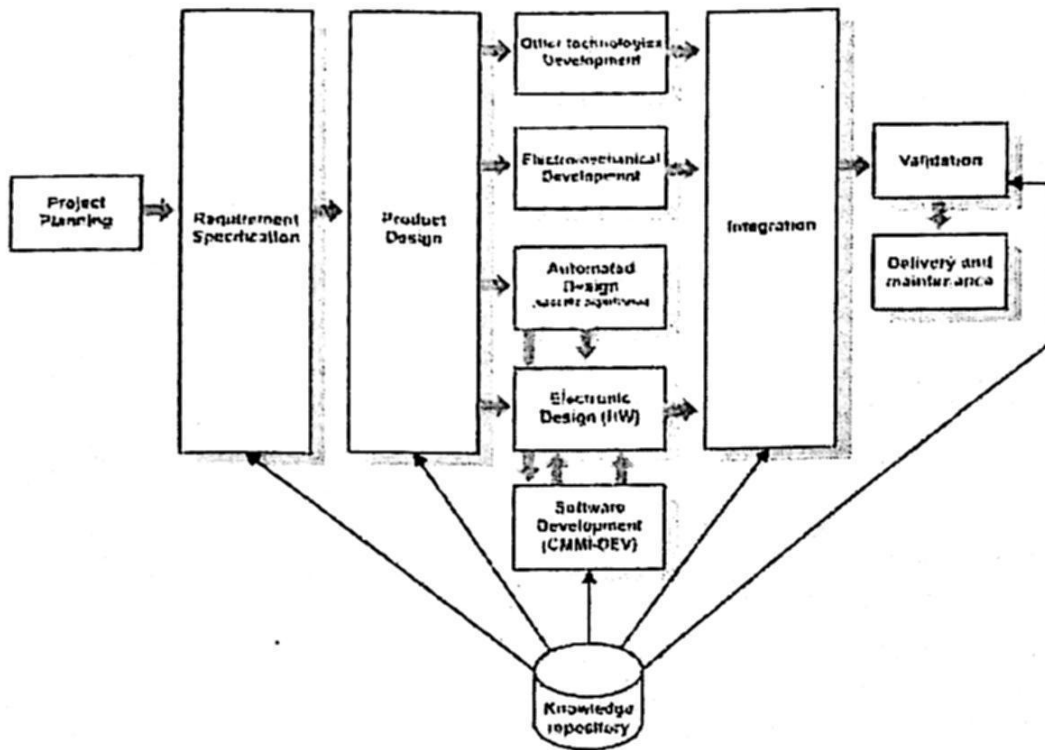 Other technologies
Development
Electro-mechanical
Development
Validation
Project
Planning
Requirement
Specification
Product
Design
Integration
Automated
Design
Delivery and
maintenance
Electronic
Design (HW)
Software
Development
(CMMI-DEV)
Knowledge
repository